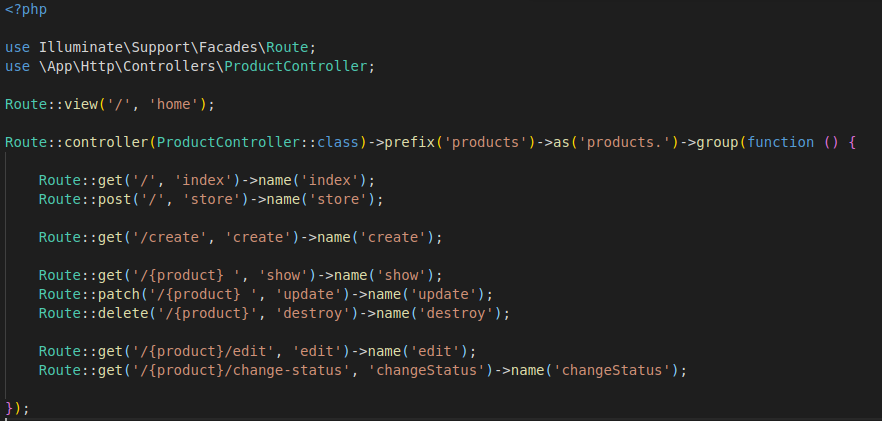 <?php
use Illuminate\Support\Facades\Route;
use \App\Http\Controllers\ProductController;
Route::view('/', 'home');
Route::controller(ProductController::class)->prefix('products')->as('products.')->group(function () {
Route::get('/', 'index')->name('index');
Route::post('/', 'store')->name('store');
Route::get('/create', 'create')->name('create');
Route::get('/{product} ', 'show')->name('show');
Route::patch('/{product} ', 'update')->name('update');
Route::delete('/{product}', 'destroy')->name('destroy');
Route::get('/{product}/edit', 'edit')->name('edit');
Route::get('/{product}/change-status', 'changeStatus')->name('changeStatus');
});